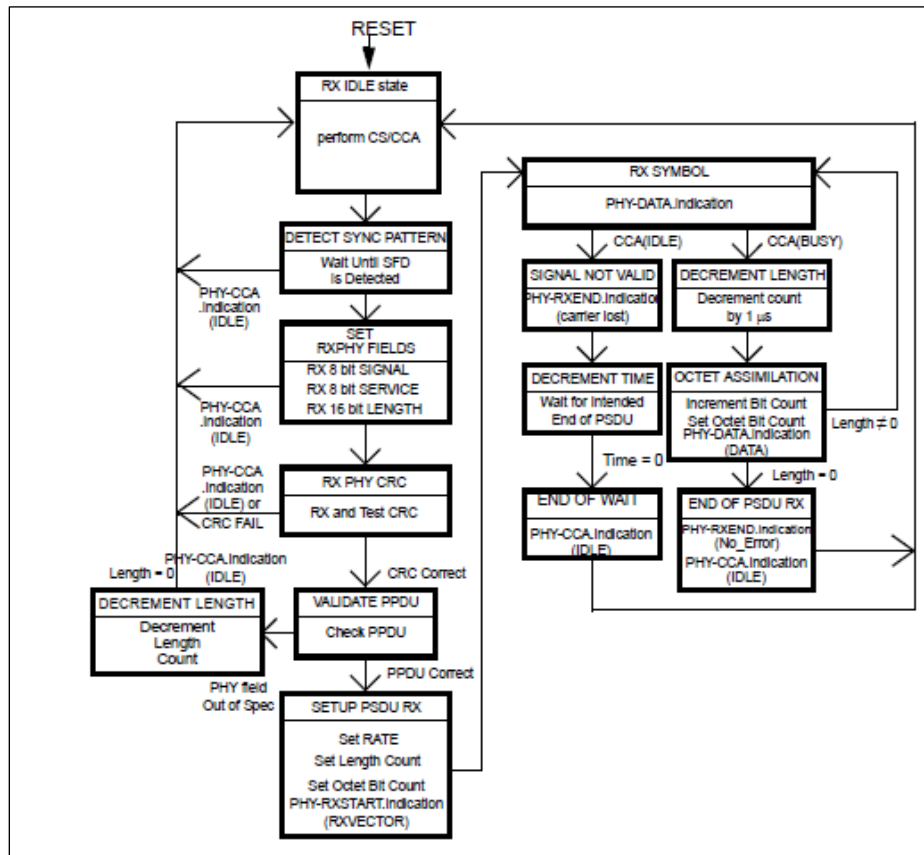 RESET
RX IDLE state
perform CS/CCA
DETECT SYNC PATTERN
Wait Until SFD
Is Detected
PHY-CCA
.Indication
(IDLE)
SET
RXPHY FIELDS
RX 8 bit SIGNAL
RX 8 bit SERVICE
RX 16 bit LENGTH
PHY-CCA
.Indication
(IDLE)
PHY-CCA
.Indication
(IDLE) or
CRC FAIL
RX PHY CRC
RX and Test CRC
PHY-CCA.Indication
(IDLE)
Length = 0
CRC Correct
DECREMENT LENGTH
Decrement
Length
Count
VALIDATE PPDU
Check PPDU
PHY field
Out of Spec
PPDU Correct
SETUP PSDU RX
Set RATE
Set Length Count
Set Octet Bit Count
PHY-RXSTART.Indication
(RXVECTOR)
RX SYMBOL
PHY-DATA.Indication
CCA(IDLE)
CCA(BUSY)
SIGNAL NOT VALID
PHY-RXEND.Indication
(carrier lost)
DECREMENT LENGTH
Decrement count
by 1 µs
DECREMENT TIME
Wait for Intended
End of PSDU
OCTET ASSIMILATION
Increment Bit Count
Set Octet Bit Count
PHY-DATA.Indication
(DATA)
Length ≠ 0
Time = 0
Length = 0
END OF WAIT
PHY-CCA.Indication
(IDLE)
END OF PSDU RX
PHY-RXEND.Indication
(No_Error)
PHY-CCA.Indication
(IDLE)